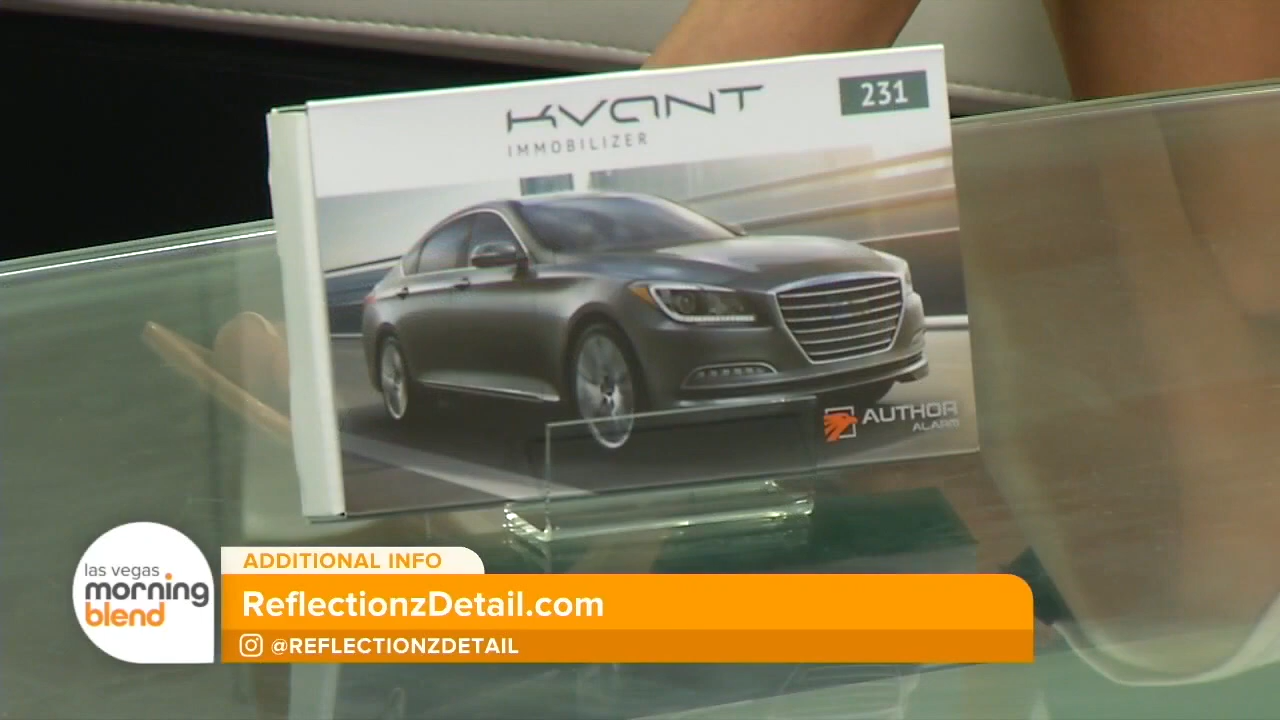 KVANT
IMMOBILIZER
231
AUTHOR
ALARM
las vegas
morning
blend
ADDITIONAL INFO
ReflectionzDetail.com
@REFLECTIONZDETAIL